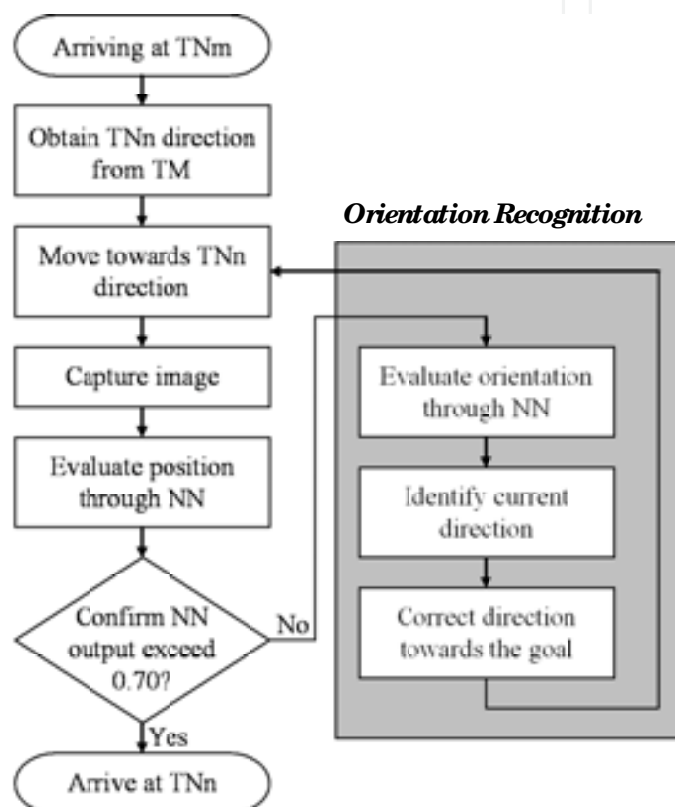 Arriving at TNm
Obtain TNn direction
from TM
Move towards TNn
direction
Capture image
Evaluate position
through NN
Confirm NN
output exceed
0.70?
No
Yes
Arrive at TNn
Orientation Recognition
Evaluate orientation
through NN
Identify current
direction
Correct direction
towards the goal